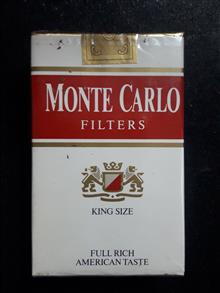 MONTE CARLO
FILTERS
KING SIZE
FULL RICH
AMERICAN TASTE